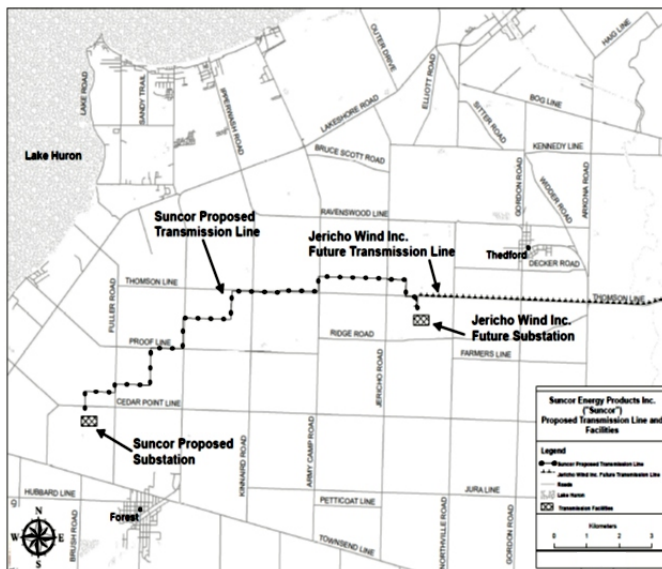 LAKE ROAD
SANDY TRAIL
IPPERWASH ROAD
OUTER DRIVE
LAKESHORE ROAD
ELLIOTT ROAD
SITTER ROAD
BOG LINE
HAIG LINE
KENNEDY LINE
BRUCE SCOTT ROAD
Lake Huron
GORDON ROAD
WIDDER ROAD
ARKONA ROAD
RAVENSWOOD LINE
Suncor Proposed
Transmission Line
Jericho Wind Inc.
Future Transmission Line
Thedford
DECKER ROAD
THOMSON LINE
THOMSON LINE
FULLER ROAD
Jericho Wind Inc.
Future Substation
RIDGE ROAD
PROOF LINE
FARMERS LINE
JERICHO ROAD
CEDAR POINT LINE
Suncor Proposed
Substation
KINNAIRD ROAD
ARMY CAMP ROAD
HUBBARD LINE
PETTICOAT LINE
JURA LINE
Forest
BRUSH ROAD
TOWNSEND LINE
NORTHVILLE ROAD
GORDON ROAD
N
W
E
S
Suncor Energy Products Inc.
("Suncor")
Proposed Transmission Line and
Facilities
Legend
Suncor Proposed Transmission Line
Jericho Wind Inc. Future Transmission Line
Roads
Lake Huron
Transmission Facilities
Kilometers
0 1 2 3